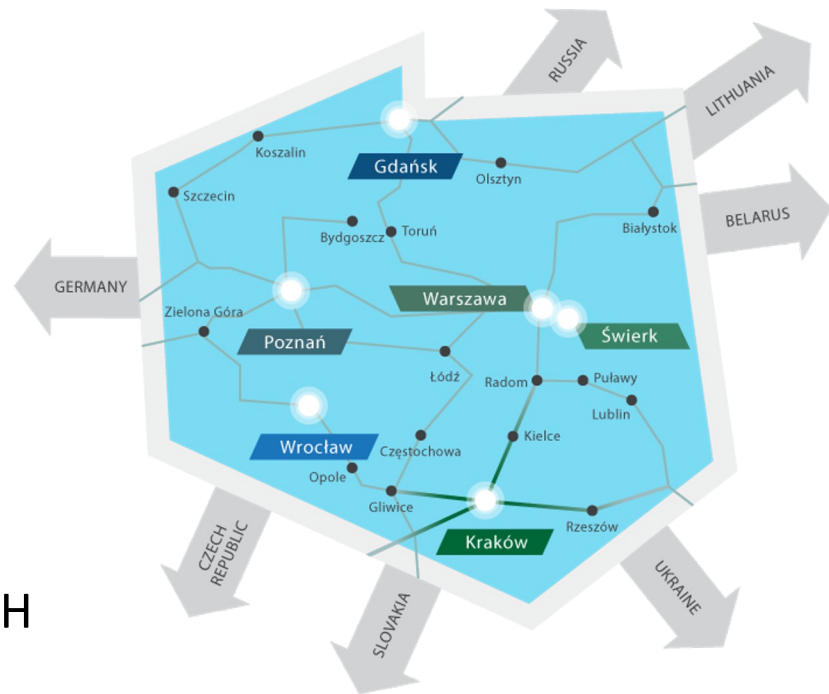 RUSSIA
LITHUANIA
Koszalin
Gdańsk
Olsztyn
Szczecin
BELARUS
Białystok
Bydgoszcz
Toruń
GERMANY
Warszawa
Zielona Góra
Świerk
Poznań
Łódź
Radom
Puławy
Lublin
Wrocław
Częstochowa
Kielce
Opole
Gliwice
Rzeszów
Kraków
CZECH
REPUBLIC
UKRAINE
SLOVAKIA
H